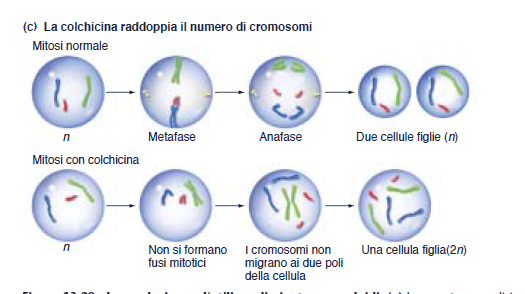 (c) La colchicina raddoppia il numero di cromosomi
Mitosi normale
n
Metafase
Anafase
Due cellule figlie (n)
Mitosi con colchicina
n
Non si formano
fusi mitotici
I cromosomi non
migrano ai due poli
della cellula
Una cellula figlia(2n)